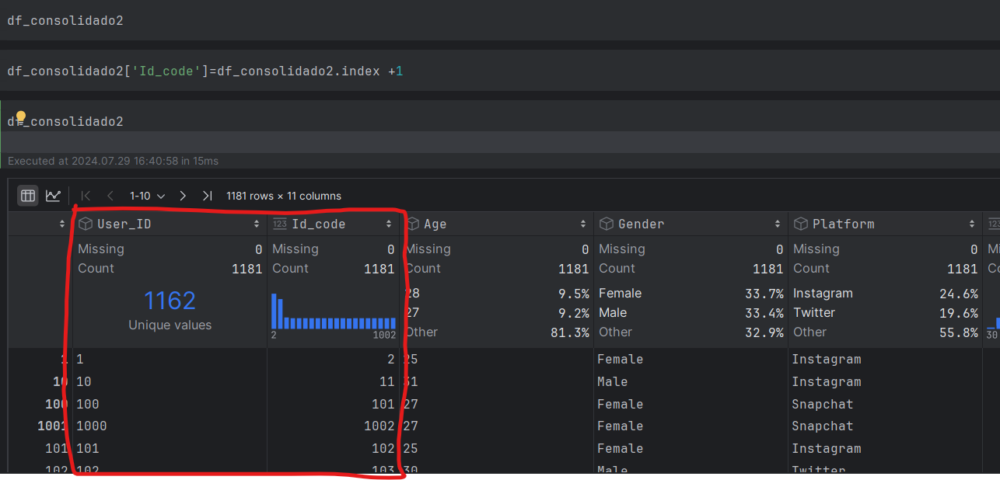 df_consolidado2
df_consolidado2['Id_code']=df_consolidado2.index +1
df_consolidado2
Executed at 2024.07.29 16:40:58 in 15ms
1-10 1181 rows × 11 columns
User_ID 123 Id_code Age Gender Platform 123
Missing 0 Missing 0 Missing 0 Missing 0 Missing 0 Mi
Count 1181 Count 1181 Count 1181 Count 1181 Count 1181 Co
28 9.5% Female 33.7% Instagram 24.6%
1162 27 9.2% Male 33.4% Twitter 19.6%
Unique values 2 1002 Other 81.3% Other 32.9% Other 55.8% 30
1 1 2 25 Female Instagram
10 10 11 31 Male Instagram
100 100 101 27 Female Snapchat
1001 1000 1002 27 Female Snapchat
101 101 102 25 Female Instagram
102 102 103 30 Male Twitter